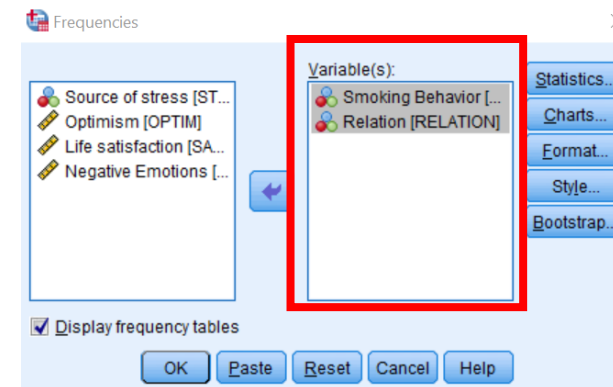 Frequencies
Variable(s):
Source of stress [ST...
Optimism [OPTIM]
Life satisfaction [SA...
Negative Emotions [...
Smoking Behavior [...
Relation [RELATION]
Statistics...
Charts...
Format...
Style...
Bootstrap...
Display frequency tables
OK Paste Reset Cancel Help